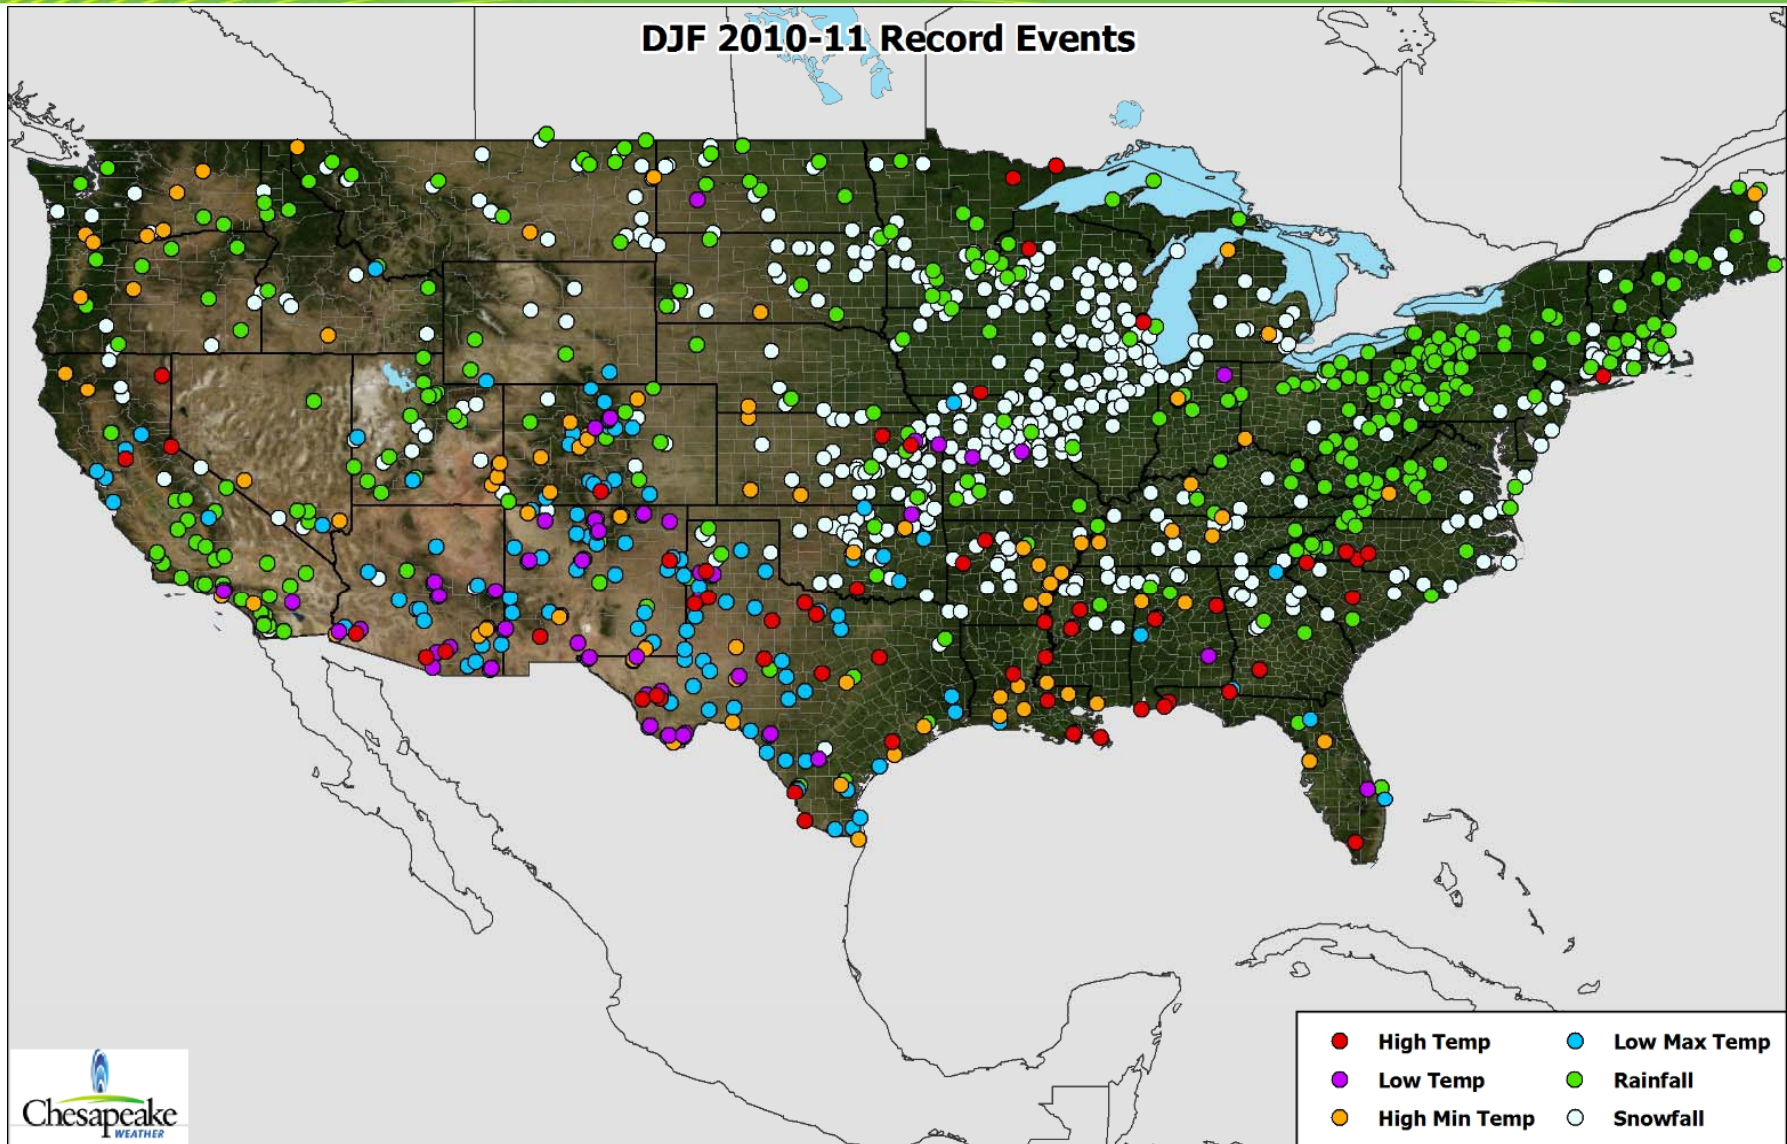 DJF 2010-11 Record Events
High Temp
Low Temp
High Min Temp
Low Max Temp
Rainfall
Snowfall
Chesapeake
WEATHER